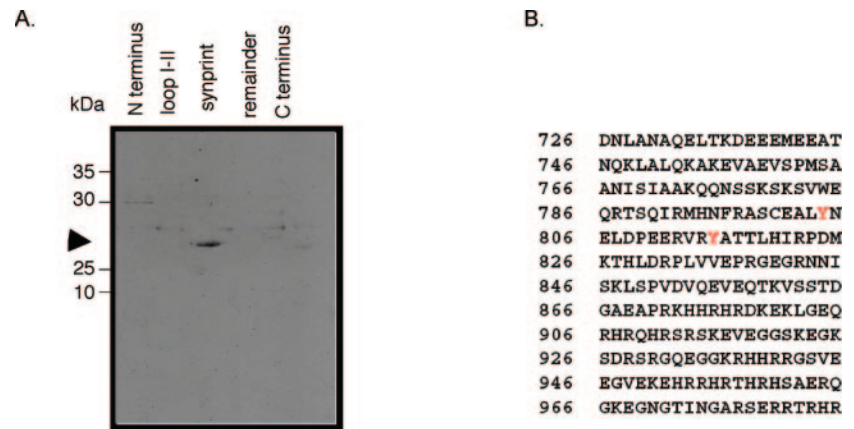 A.
B.
N terminus
loop I-II
synprint
remainder
C terminus
kDa
35
30
25
10
726 DNLANAQELTKDEEEMEEAT
746 NQKLALQKAKEVAEVSPMSA
766 ANISIAAKQQNSSKSKSVWE
786 QRTSQIRMHNFRASCEALYN
806 ELDPEERVRYATTLHIRPDM
826 KTHLDRPLVVEPRGEGRNNI
846 SKLSPVDVQEVEQTKVSSTD
866 GAEAPRKHHRHRDKEKLGEQ
906 RHRQHRSRSKEVEGGSKEGK
926 SDRSRGQEGGKRHHRRGSVE
946 EGVEKEHRRHRTHRHSAERQ
966 GKEGNGTINGARSERRTRHR